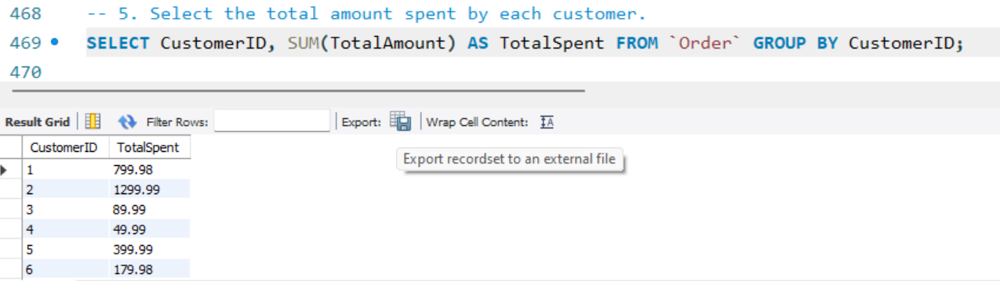 468 -- 5. Select the total amount spent by each customer.
469 SELECT CustomerID, SUM(TotalAmount) AS TotalSpent FROM `Order` GROUP BY CustomerID;
470
Result Grid Filter Rows: Export: Wrap Cell Content: IA
CustomerID TotalSpent
Export recordset to an external file
1 799.98
2 1299.99
3 89.99
4 49.99
5 399.99
6 179.98